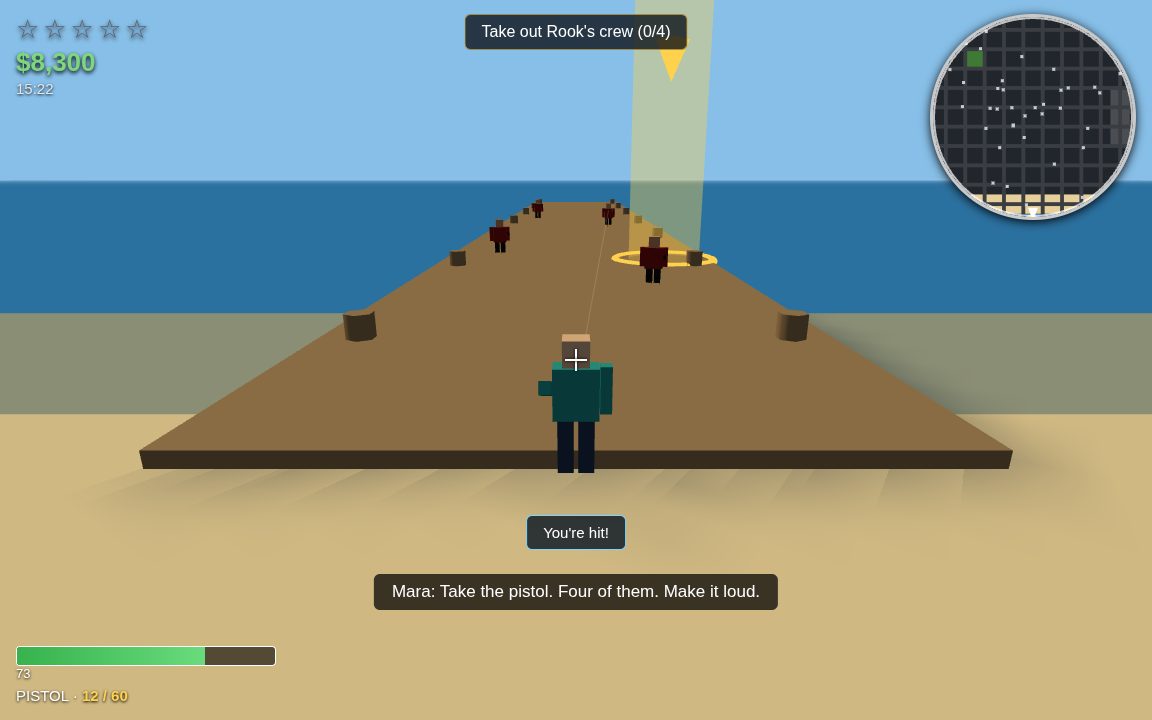 Take out Rook's crew (0/4)
$8,300
15:22
You're hit!
Mara: Take the pistol. Four of them. Make it loud.
73
PISTOL · 12 / 60